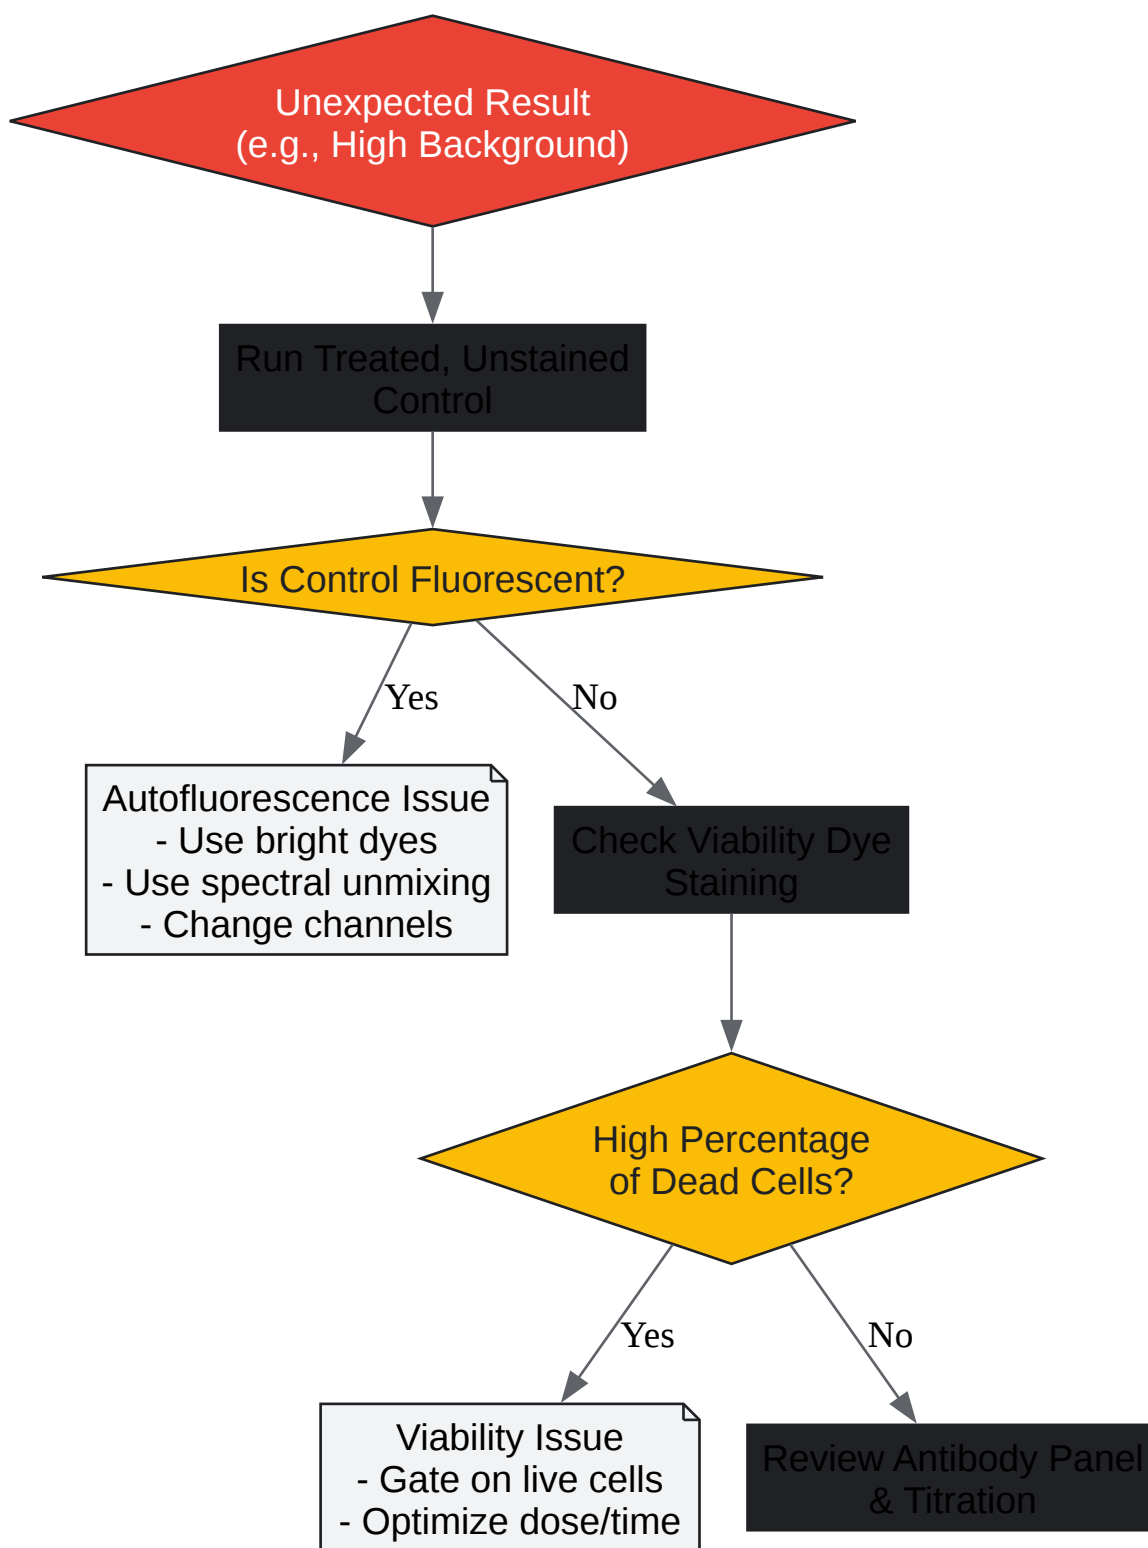 Unexpected Result
(e.g., High Background)
Run Treated, Unstained
Control
Is Control Fluorescent?
Yes
No
Autofluorescence Issue
- Use bright dyes
- Use spectral unmixing
- Change channels
Check Viability Dye
Staining
High Percentage
of Dead Cells?
Yes
No
Viability Issue
- Gate on live cells
- Optimize dose/time
Review Antibody Panel
& Titration